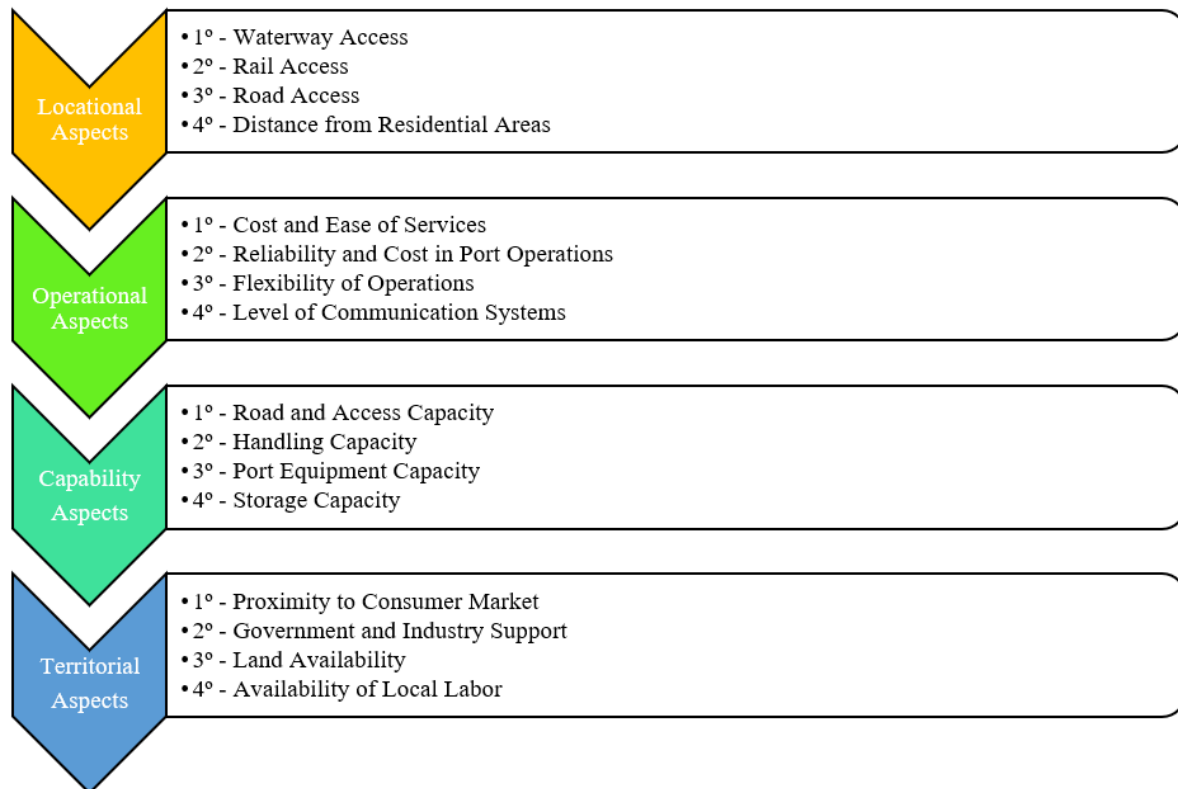 Locational
Aspects
• 1º - Waterway Access
• 2º - Rail Access
• 3º - Road Access
• 4º - Distance from Residential Areas
Operational
Aspects
• 1º - Cost and Ease of Services
• 2º - Reliability and Cost in Port Operations
• 3º - Flexibility of Operations
• 4º - Level of Communication Systems
Capability
Aspects
• 1º - Road and Access Capacity
• 2º - Handling Capacity
• 3º - Port Equipment Capacity
• 4º - Storage Capacity
Territorial
Aspects
• 1º - Proximity to Consumer Market
• 2º - Government and Industry Support
• 3º - Land Availability
• 4º - Availability of Local Labor